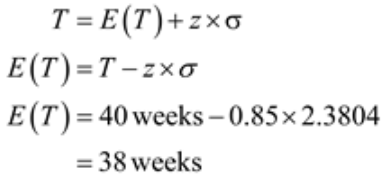 T = E(T) + z × σ
E(T) = T − z × σ
E(T) = 40 weeks − 0.85 × 2.3804
= 38 weeks